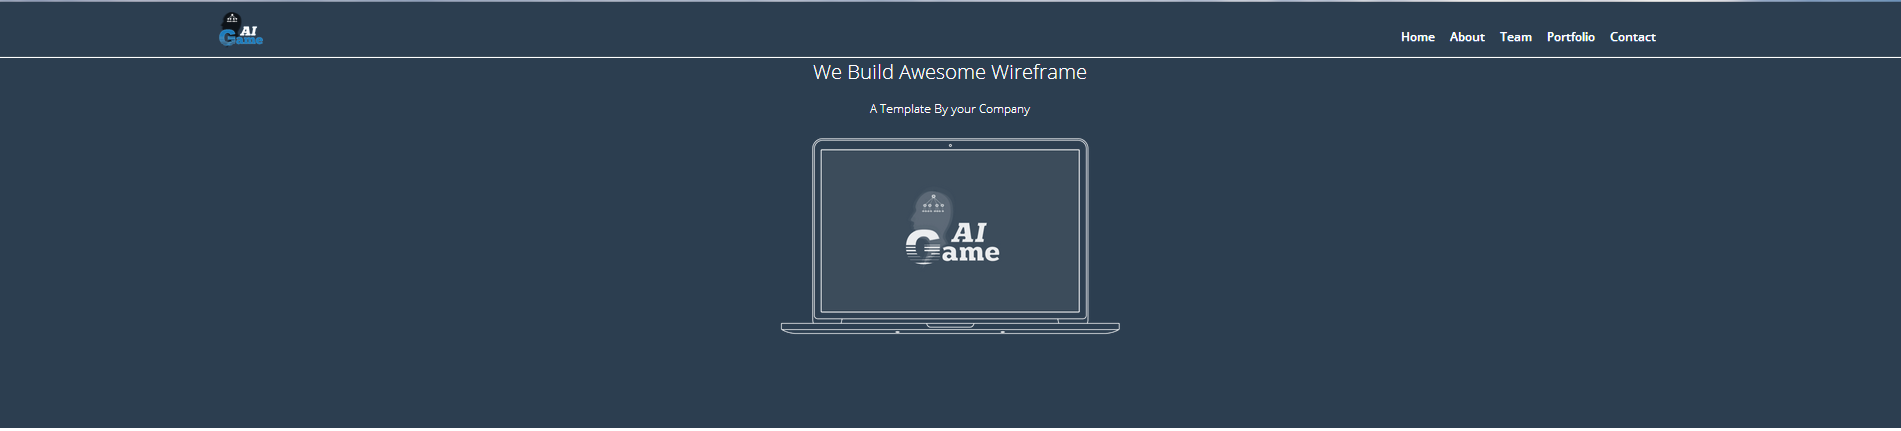 AI
Game
Home About Team Portfolio Contact
We Build Awesome Wireframe
A Template By your Company
AI
Game